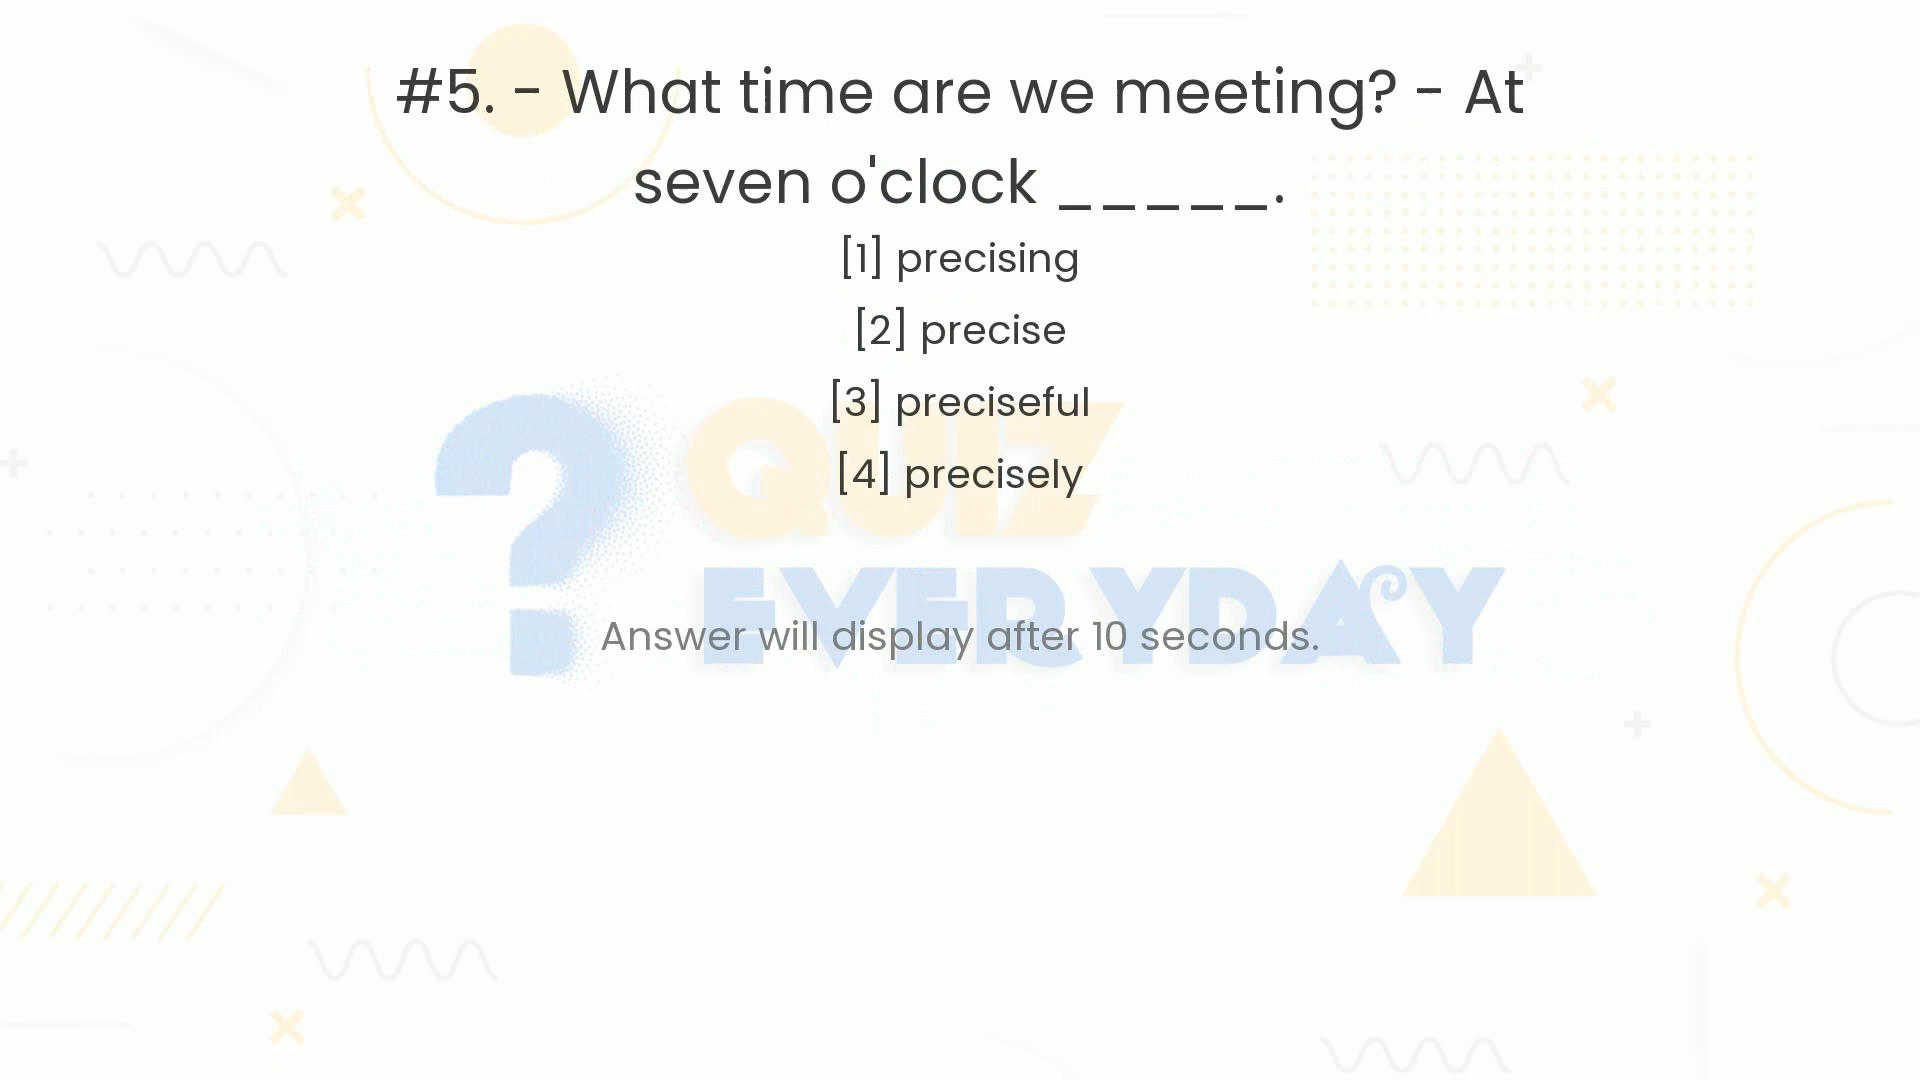 #5. - What time are we meeting? - At
seven o'clock _____.
[1] precising
[2] precise
[3] preciseful
[4] precisely
QUIZ
EVERYDAY
Answer will display after 10 seconds.